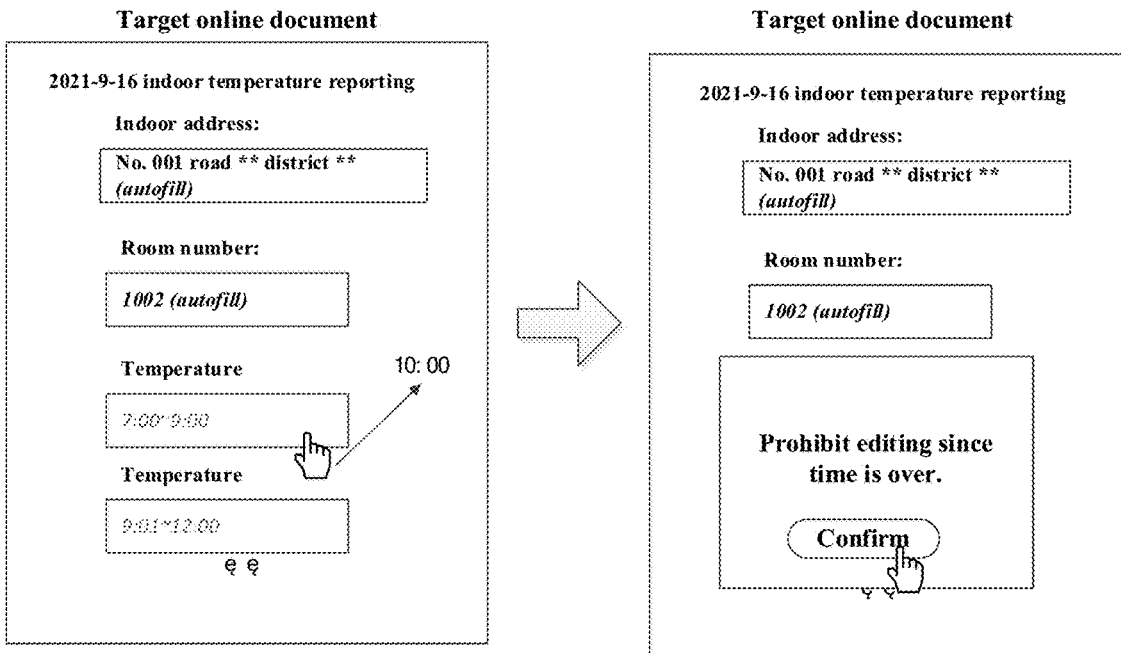 Target online document
2021-9-16 indoor temperature reporting
Indoor address:
No. 001 road ** district **
(autofill)
Room number:
1002 (autofill)
Temperature
7:00~9:00
10: 00
Temperature
9:01~12:00
ę ę
Target online document
2021-9-16 indoor temperature reporting
Indoor address:
No. 001 road ** district **
(autofill)
Room number:
1002 (autofill)
Prohibit editing since
time is over.
Confirm